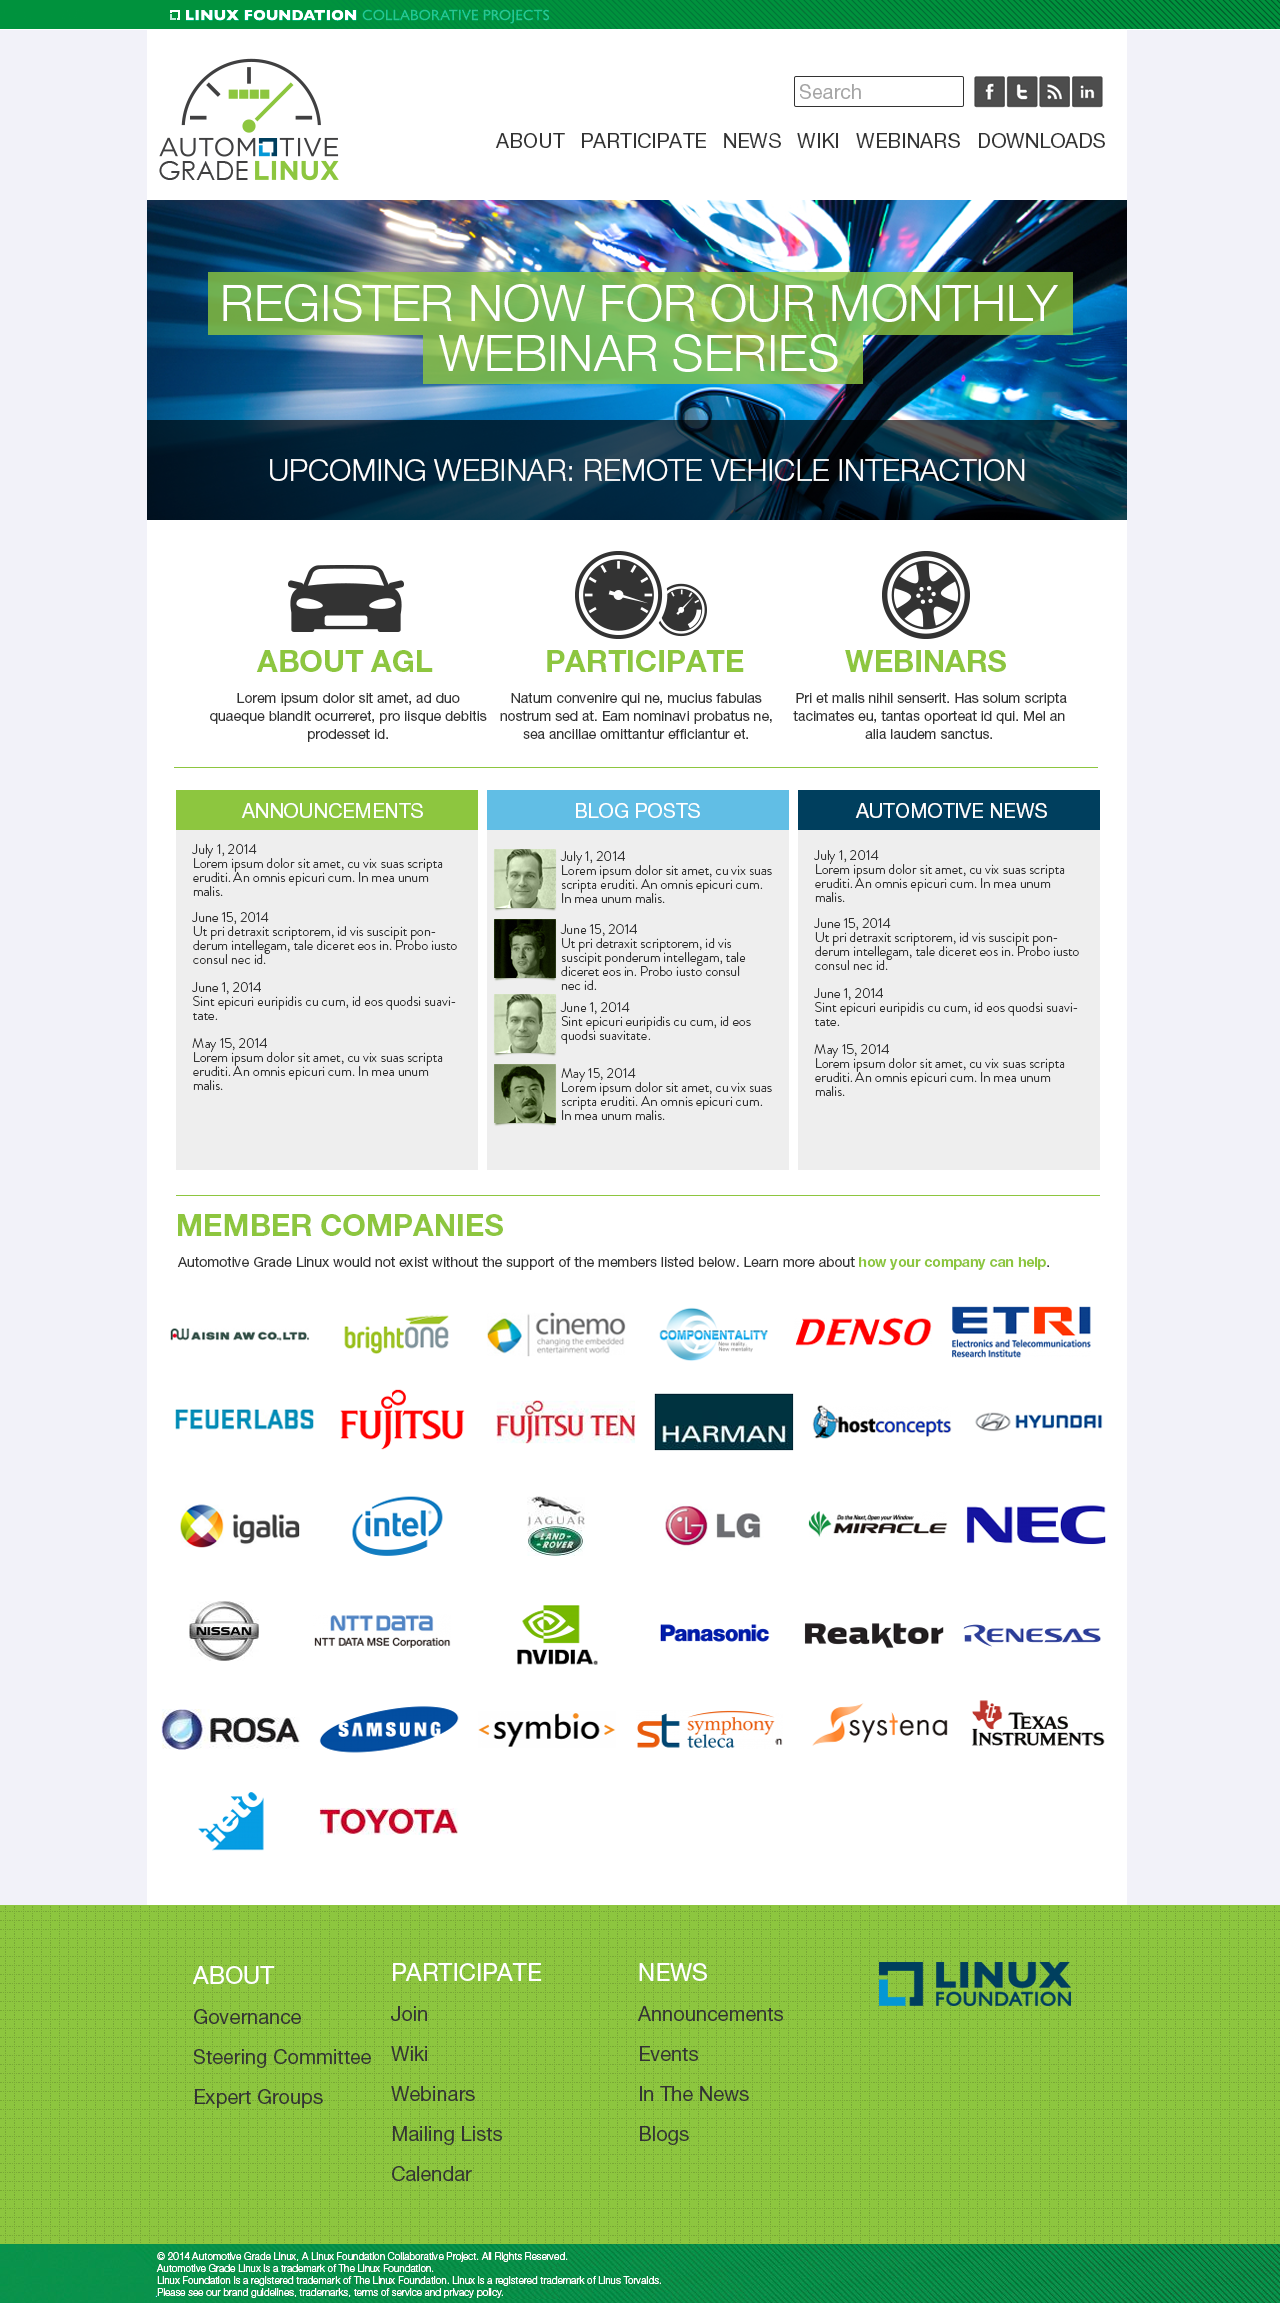 LINUX FOUNDATION COLLABORATIVE PROJECTS
AUTOMOTIVE
GRADE LINUX
Search
ABOUT PARTICIPATE NEWS WIKI WEBINARS DOWNLOADS
REGISTER NOW FOR OUR MONTHLY
WEBINAR SERIES
UPCOMING WEBINAR: REMOTE VEHICLE INTERACTION
ABOUT AGL
Lorem ipsum dolor sit amet, ad duo
quaeque blandit ocurreret, pro iisque debitis
prodesset id.
PARTICIPATE
Natum convenire qui ne, mucius fabulas
nostrum sed at. Eam nominavi probatus ne,
sea ancillae omittantur efficiantur et.
WEBINARS
Pri et malis nihil senserit. Has solum scripta
tacimates eu, tantas oporteat id qui. Mel an
alia laudem sanctus.
ANNOUNCEMENTS
July 1, 2014
Lorem ipsum dolor sit amet, cu vix suas scripta
eruditi. An omnis epicuri cum. In mea unum
malis.
June 15, 2014
Ut pri detraxit scriptorem, id vis suscipit pon-
derum intellegam, tale diceret eos in. Probo iusto
consul nec id.
June 1, 2014
Sint epicuri euripidis cu cum, id eos quodsi suavi-
tate.
May 15, 2014
Lorem ipsum dolor sit amet, cu vix suas scripta
eruditi. An omnis epicuri cum. In mea unum
malis.
BLOG POSTS
July 1, 2014
Lorem ipsum dolor sit amet, cu vix suas
scripta eruditi. An omnis epicuri cum.
In mea unum malis.
June 15, 2014
Ut pri detraxit scriptorem, id vis
suscipit ponderum intellegam, tale
diceret eos in. Probo iusto consul
nec id.
June 1, 2014
Sint epicuri euripidis cu cum, id eos
quodsi suavitate.
May 15, 2014
Lorem ipsum dolor sit amet, cu vix suas
scripta eruditi. An omnis epicuri cum.
In mea unum malis.
AUTOMOTIVE NEWS
July 1, 2014
Lorem ipsum dolor sit amet, cu vix suas scripta
eruditi. An omnis epicuri cum. In mea unum
malis.
June 15, 2014
Ut pri detraxit scriptorem, id vis suscipit pon-
derum intellegam, tale diceret eos in. Probo iusto
consul nec id.
June 1, 2014
Sint epicuri euripidis cu cum, id eos quodsi suavi-
tate.
May 15, 2014
Lorem ipsum dolor sit amet, cu vix suas scripta
eruditi. An omnis epicuri cum. In mea unum
malis.
MEMBER COMPANIES
Automotive Grade Linux would not exist without the support of the members listed below. Learn more about how your company can help.
AW AISIN AW CO.,LTD.
brightONE
cinemo
changing the embedded
entertainment world
COMPONENTALITY
New reality.
New mentality
DENSO
ETRI
Electronics and Telecommunications
Research Institute
FEUERLABS
FUJITSU
FUJITSU TEN
HARMAN
hostconcepts
HYUNDAI
igalia
intel
JAGUAR
LAND ROVER
LG
Do the Next, Open your Window
MIRACLE
NEC
NISSAN
NTT DATA
NTT DATA MSE Corporation
NVIDIA.
Panasonic
Reaktor
RENESAS
ROSA
SAMSUNG
<symbio>
st symphony
teleca
n
Systena
TEXAS
INSTRUMENTS
TOYOTA
ABOUT
Governance
Steering Committee
Expert Groups
PARTICIPATE
Join
Wiki
Webinars
Mailing Lists
Calendar
NEWS
Announcements
Events
In The News
Blogs
LINUX
FOUNDATION
© 2014 Automotive Grade Linux, A Linux Foundation Collaborative Project. All Rights Reserved.
Automotive Grade Linux is a trademark of The Linux Foundation.
Linux Foundation is a registered trademark of The Linux Foundation. Linux is a registered trademark of Linus Torvalds.
Please see our brand guidelines, trademarks, terms of service and privacy policy.